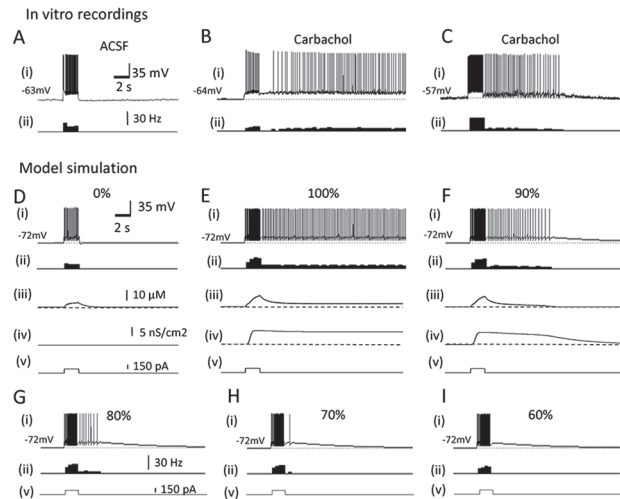 In vitro recordings
A
ACSF
B
Carbachol
C
Carbachol
(i)
-63mV
35 mV
2 s
(i)
-64mV
(i)
-57mV
(ii)
30 Hz
(ii)
(ii)
Model simulation
D
0%
E
100%
F
90%
(i)
-72mV
35 mV
2 s
(i)
-72mV
(i)
-72mV
(ii)
(ii)
(ii)
(iii)
10 μM
(iii)
(iii)
(iv)
5 nS/cm2
(iv)
(iv)
(v)
150 pA
(v)
(v)
G
80%
H
70%
I
60%
(i)
-72mV
(i)
-72mV
(i)
-72mV
(ii)
30 Hz
(ii)
(ii)
(v)
150 pA
(v)
(v)